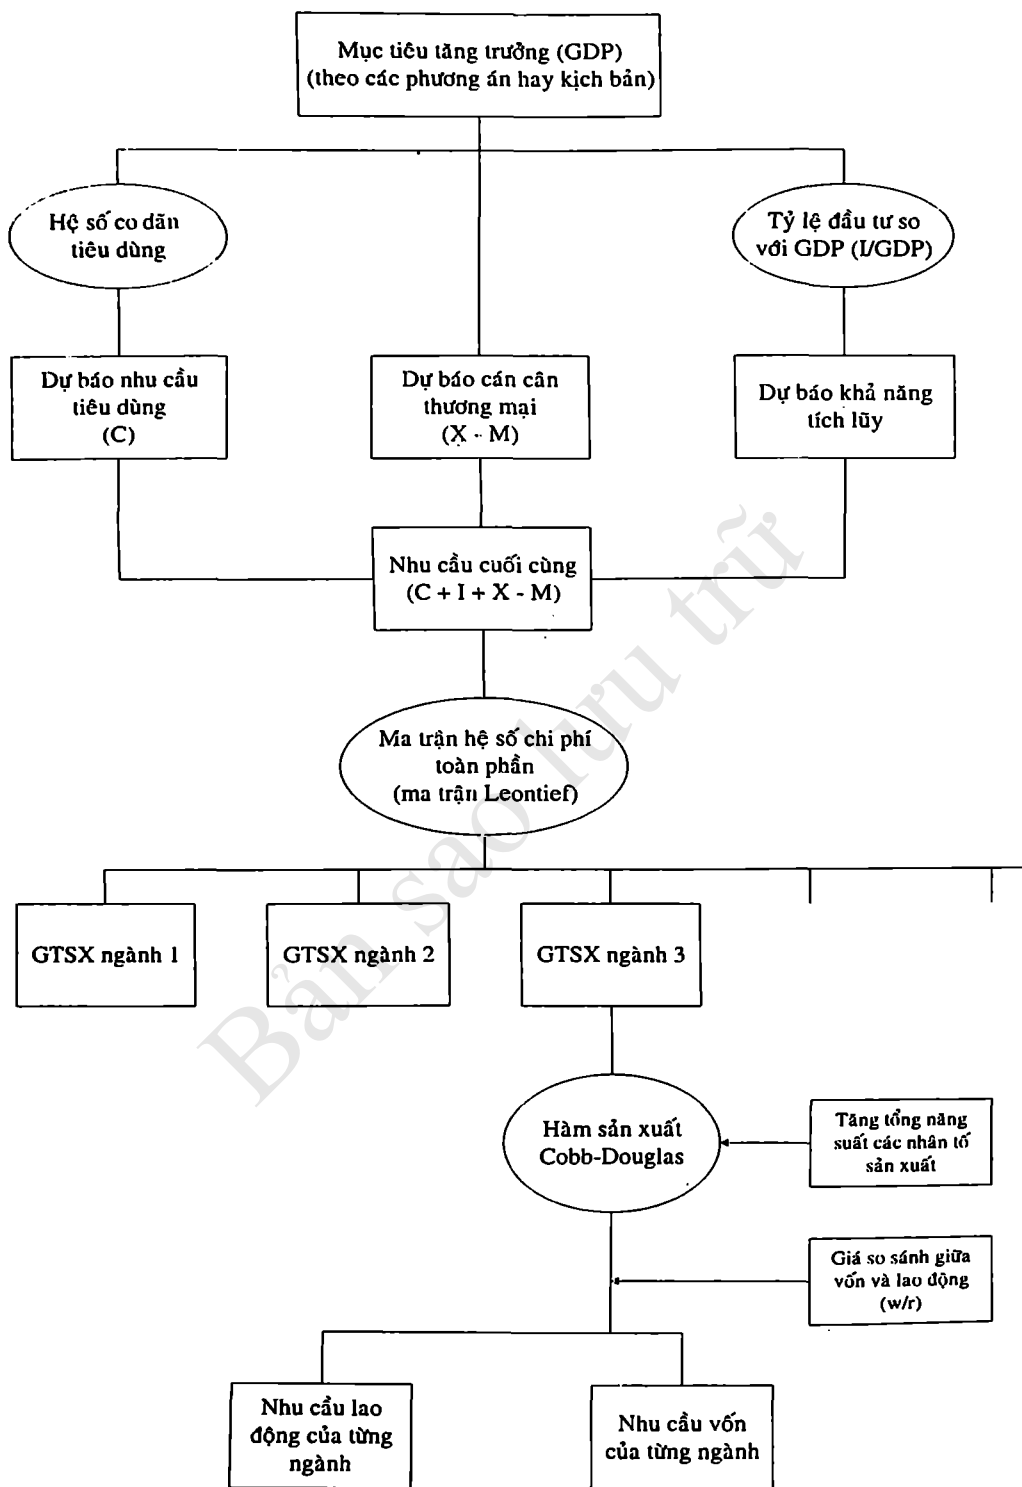 Mục tiêu tăng trưởng (GDP)
(theo các phương án hay kịch bản)
Hệ số co dãn
tiêu dùng
Tỷ lệ đầu tư so
với GDP (I/GDP)
Dự báo nhu cầu
tiêu dùng
(C)
Dự báo cán cân
thương mại
(X - M)
Dự báo khả năng
tích lũy
Nhu cầu cuối cùng
(C + I + X - M)
Ma trận hệ số chi phí
toàn phần
(ma trận Leontief)
GTSX ngành 1
GTSX ngành 2
GTSX ngành 3
Hàm sản xuất
Cobb-Douglas
Tăng tổng năng
suất các nhân tố
sản xuất
Giá so sánh giữa
vốn và lao động
(w/r)
Nhu cầu lao
động của từng
ngành
Nhu cầu vốn
của từng ngành
Bản sao lưu trữ